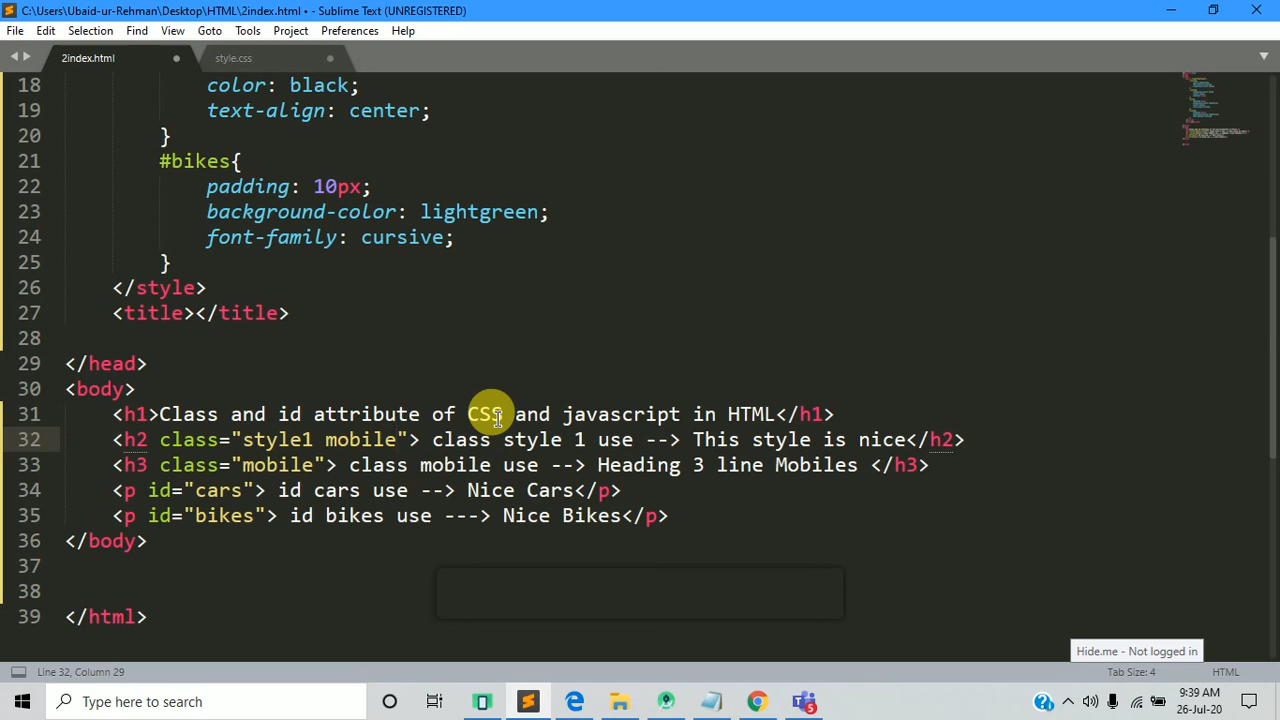 C:\Users\Ubaid-ur-Rehman\Desktop\HTML\2index.html • - Sublime Text (UNREGISTERED)
File Edit Selection Find View Goto Tools Project Preferences Help
2index.html style.css
18 color: black;
19 text-align: center;
20 }
21 #bikes{
22 padding: 10px;
23 background-color: lightgreen;
24 font-family: cursive;
25 }
26 </style>
27 <title></title>
28
29 </head>
30 <body>
31 <h1>Class and id attribute of CSS and javascript in HTML</h1>
32 <h2 class="style1 mobile"> class style 1 use --> This style is nice</h2>
33 <h3 class="mobile"> class mobile use --> Heading 3 line Mobiles </h3>
34 <p id="cars"> id cars use --> Nice Cars</p>
35 <p id="bikes"> id bikes use ---> Nice Bikes</p>
36 </body>
37
38
39 </html>
Hide.me - Not logged in
Line 32, Column 29 Tab Size: 4 HTML
Type here to search
5
9:39 AM
26-Jul-20